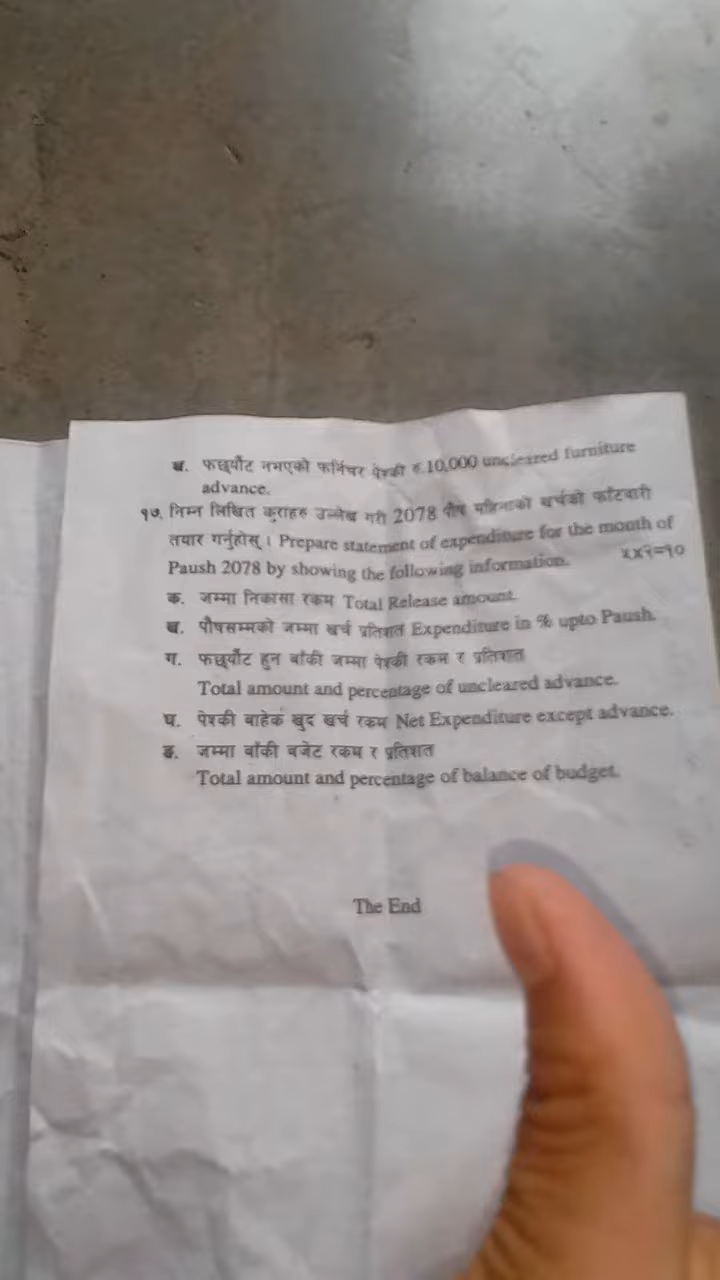 ख. फछ्यौंट नभएको फर्निचर पेश्की रु 10,000 uncleared furniture
advance.
१७. निम्न लिखित कुराहरु उल्लेख गरी 2078 पौष महिनाको खर्चको फाँटवारी
तयार गर्नुहोस् । Prepare statement of expenditure for the month of
Paush 2078 by showing the following information. ५x२=१०
क. जम्मा निकासा रकम Total Release amount.
ख. पौषसम्मको जम्मा खर्च प्रतिशत Expenditure in % upto Paush.
ग. फछ्यौंट हुन बाँकी जम्मा पेश्की रकम र प्रतिशत
Total amount and percentage of uncleared advance.
घ. पेश्की बाहेक खुद खर्च रकम Net Expenditure except advance.
ङ. जम्मा बाँकी बजेट रकम र प्रतिशत
Total amount and percentage of balance of budget.
The End